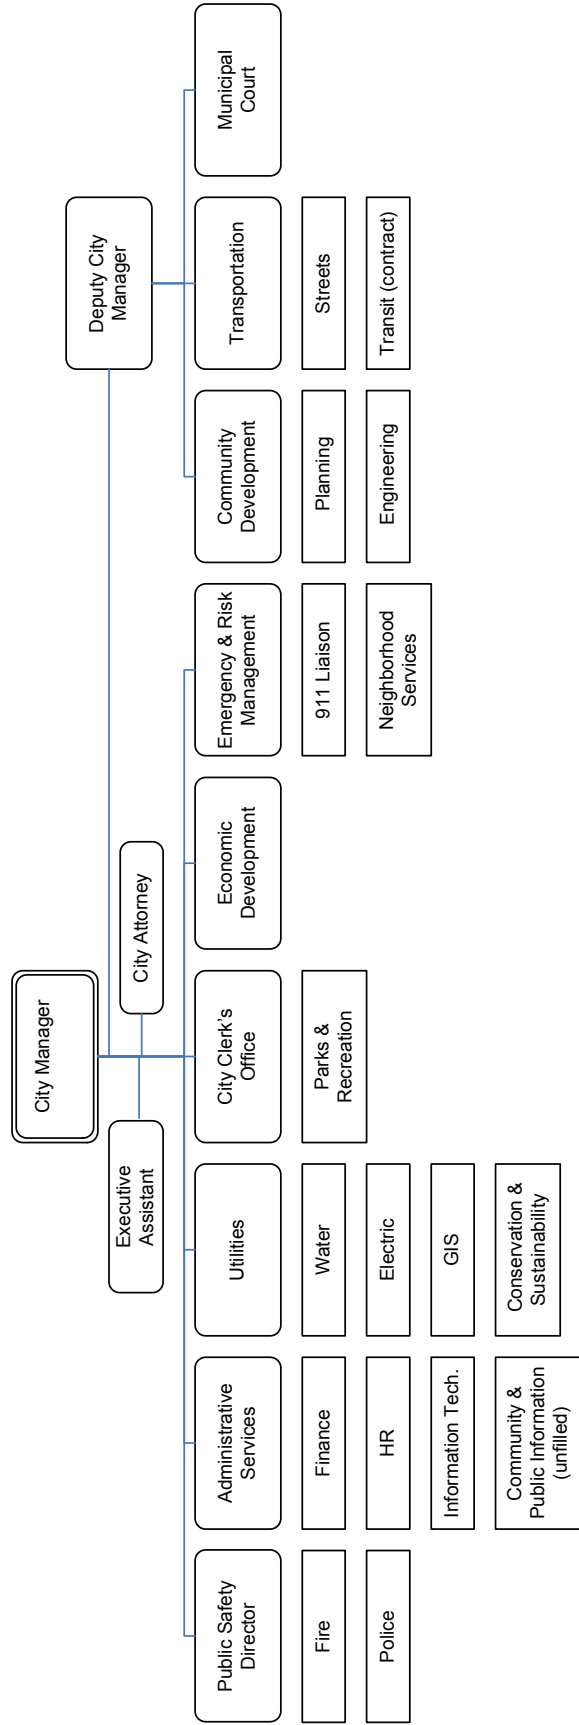 City Manager
Executive
Assistant
City Attorney
Deputy City
Manager
Public Safety
Director
Administrative
Services
Utilities
City Clerk's
Office
Economic
Development
Emergency & Risk
Management
Community
Development
Transportation
Municipal
Court
Fire
Police
Finance
HR
Information Tech.
Community &
Public Information
(unfilled)
Water
Electric
GIS
Conservation &
Sustainability
Parks &
Recreation
911 Liaison
Neighborhood
Services
Planning
Engineering
Streets
Transit (contract)